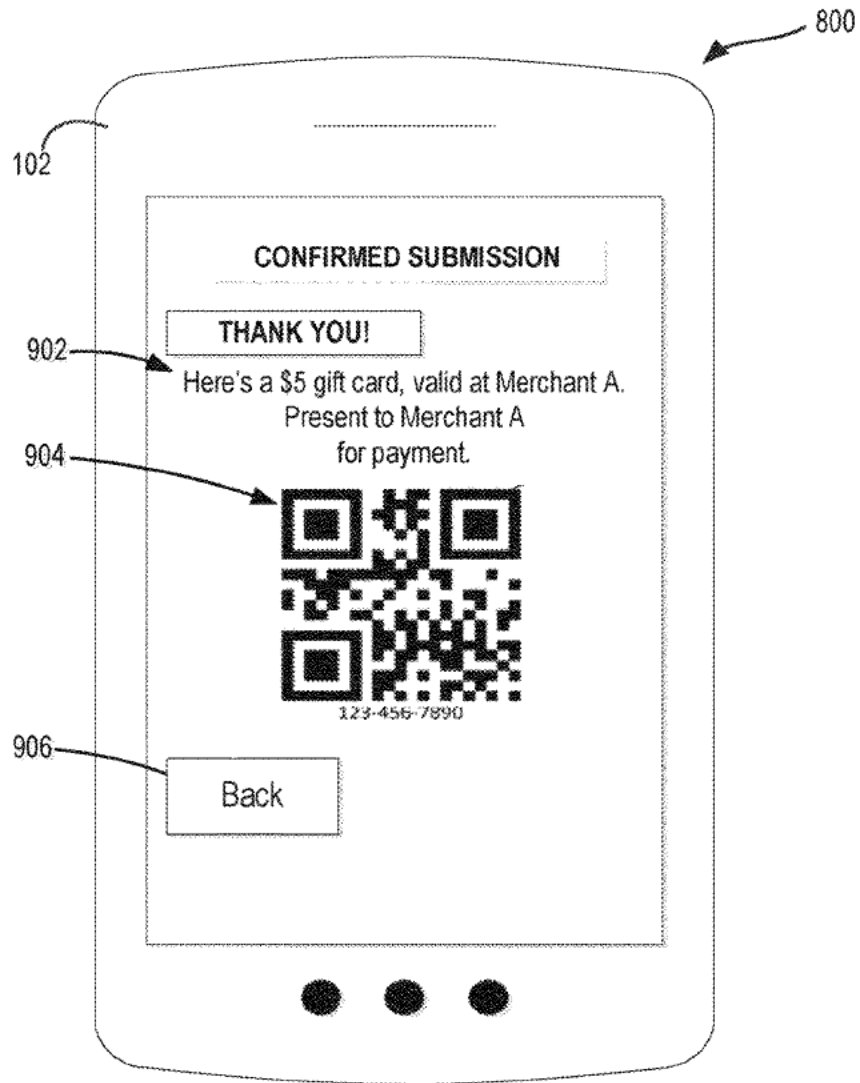 800
102
CONFIRMED SUBMISSION
THANK YOU!
902
Here's a $5 gift card, valid at Merchant A.
Present to Merchant A
for payment.
904
123-456-7890
906
Back